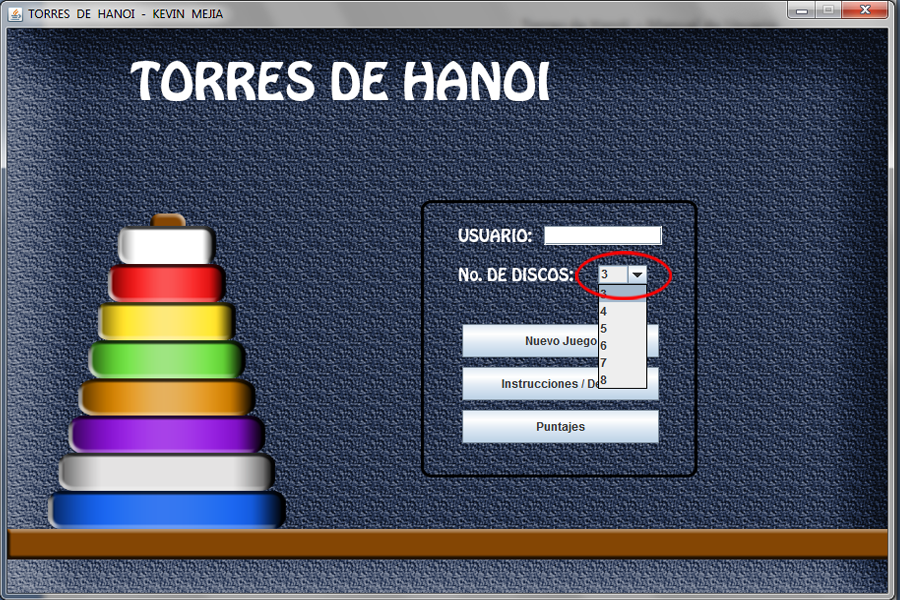 TORRES DE HANOI - KEVIN MEJIA
TORRES DE HANOI
USUARIO:
No. DE DISCOS: 3
3
4
5
6
7
8
Nuevo Juego
Instrucciones / De
Puntajes